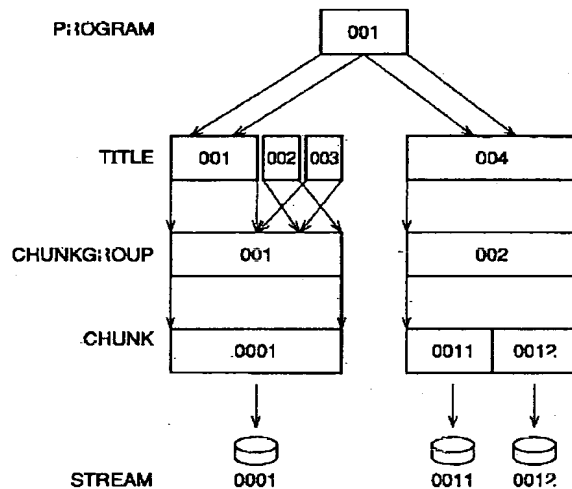 PROGRAM 001
TITLE 001 002 003 004
CHUNKGROUP 001 002
CHUNK 0001 0011 0012
STREAM 0001 0011 0012